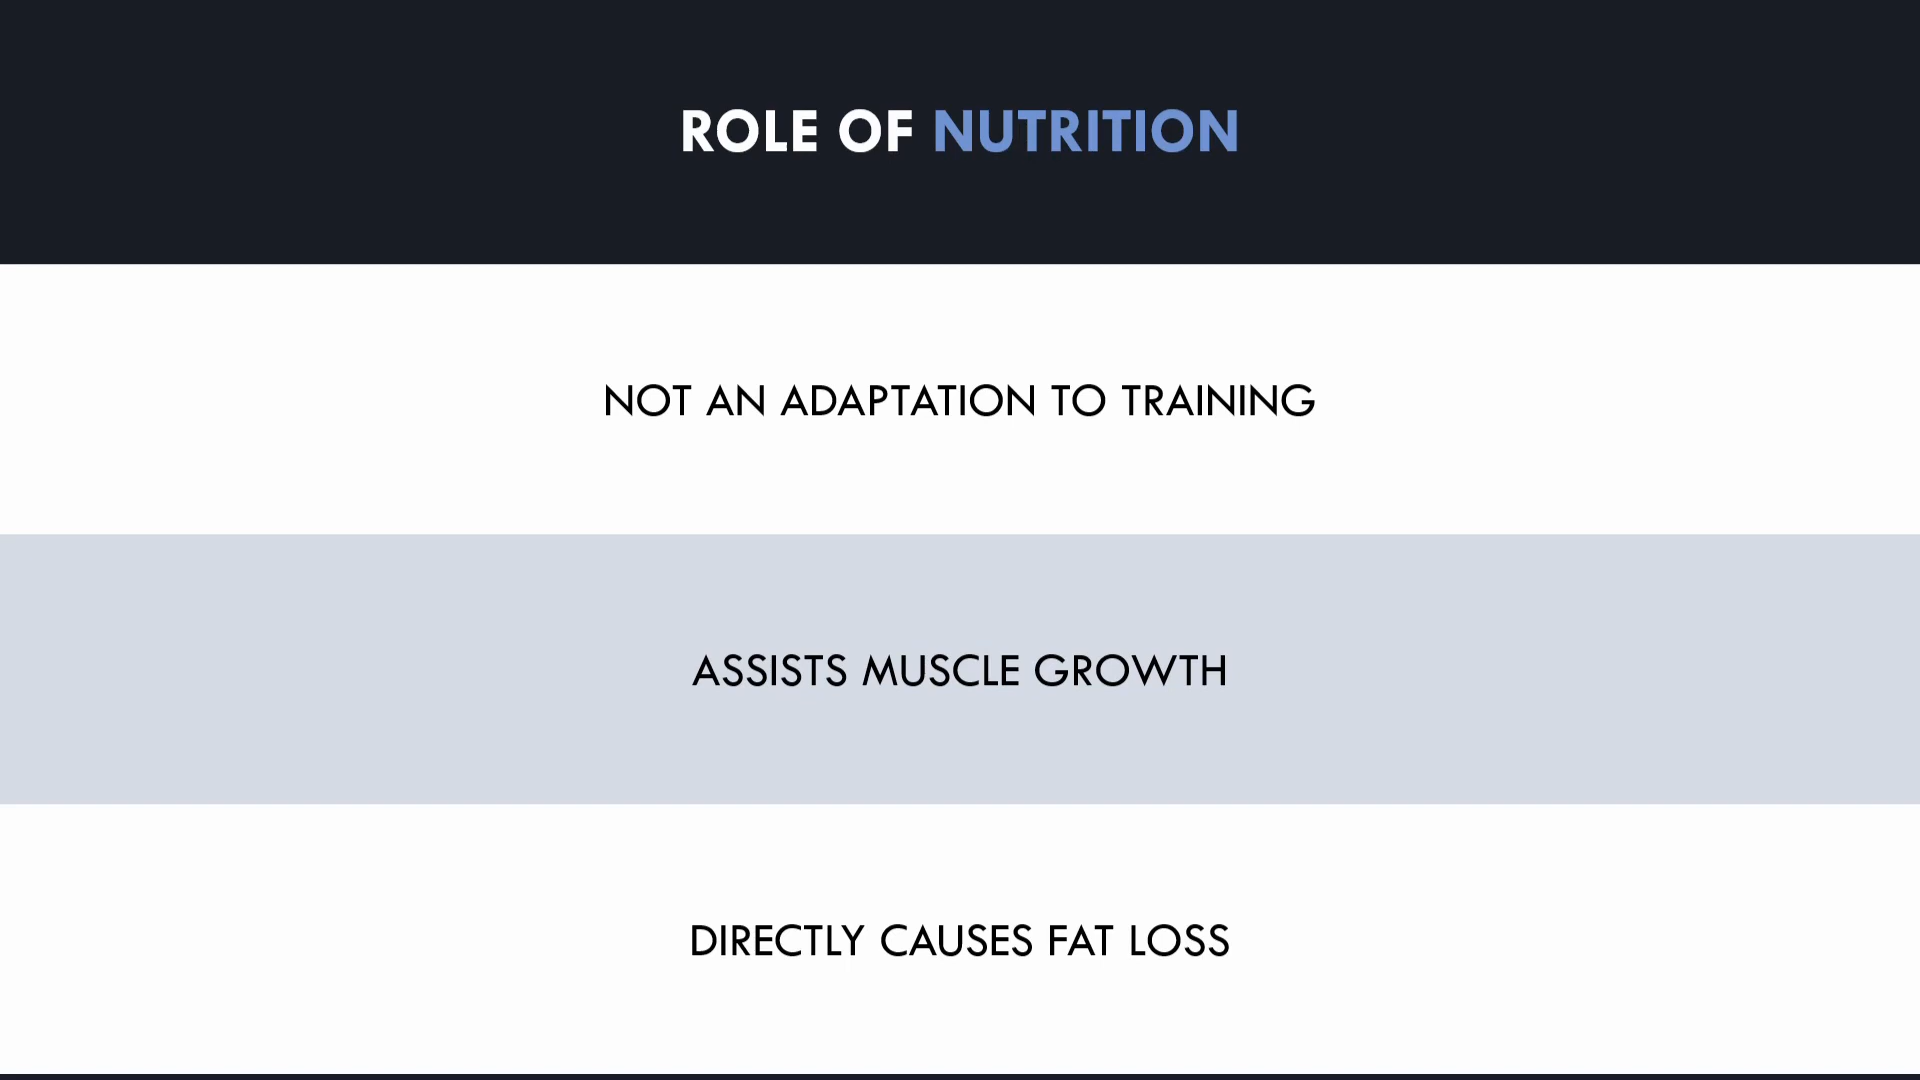 ROLE OF NUTRITION
NOT AN ADAPTATION TO TRAINING
ASSISTS MUSCLE GROWTH
DIRECTLY CAUSES FAT LOSS